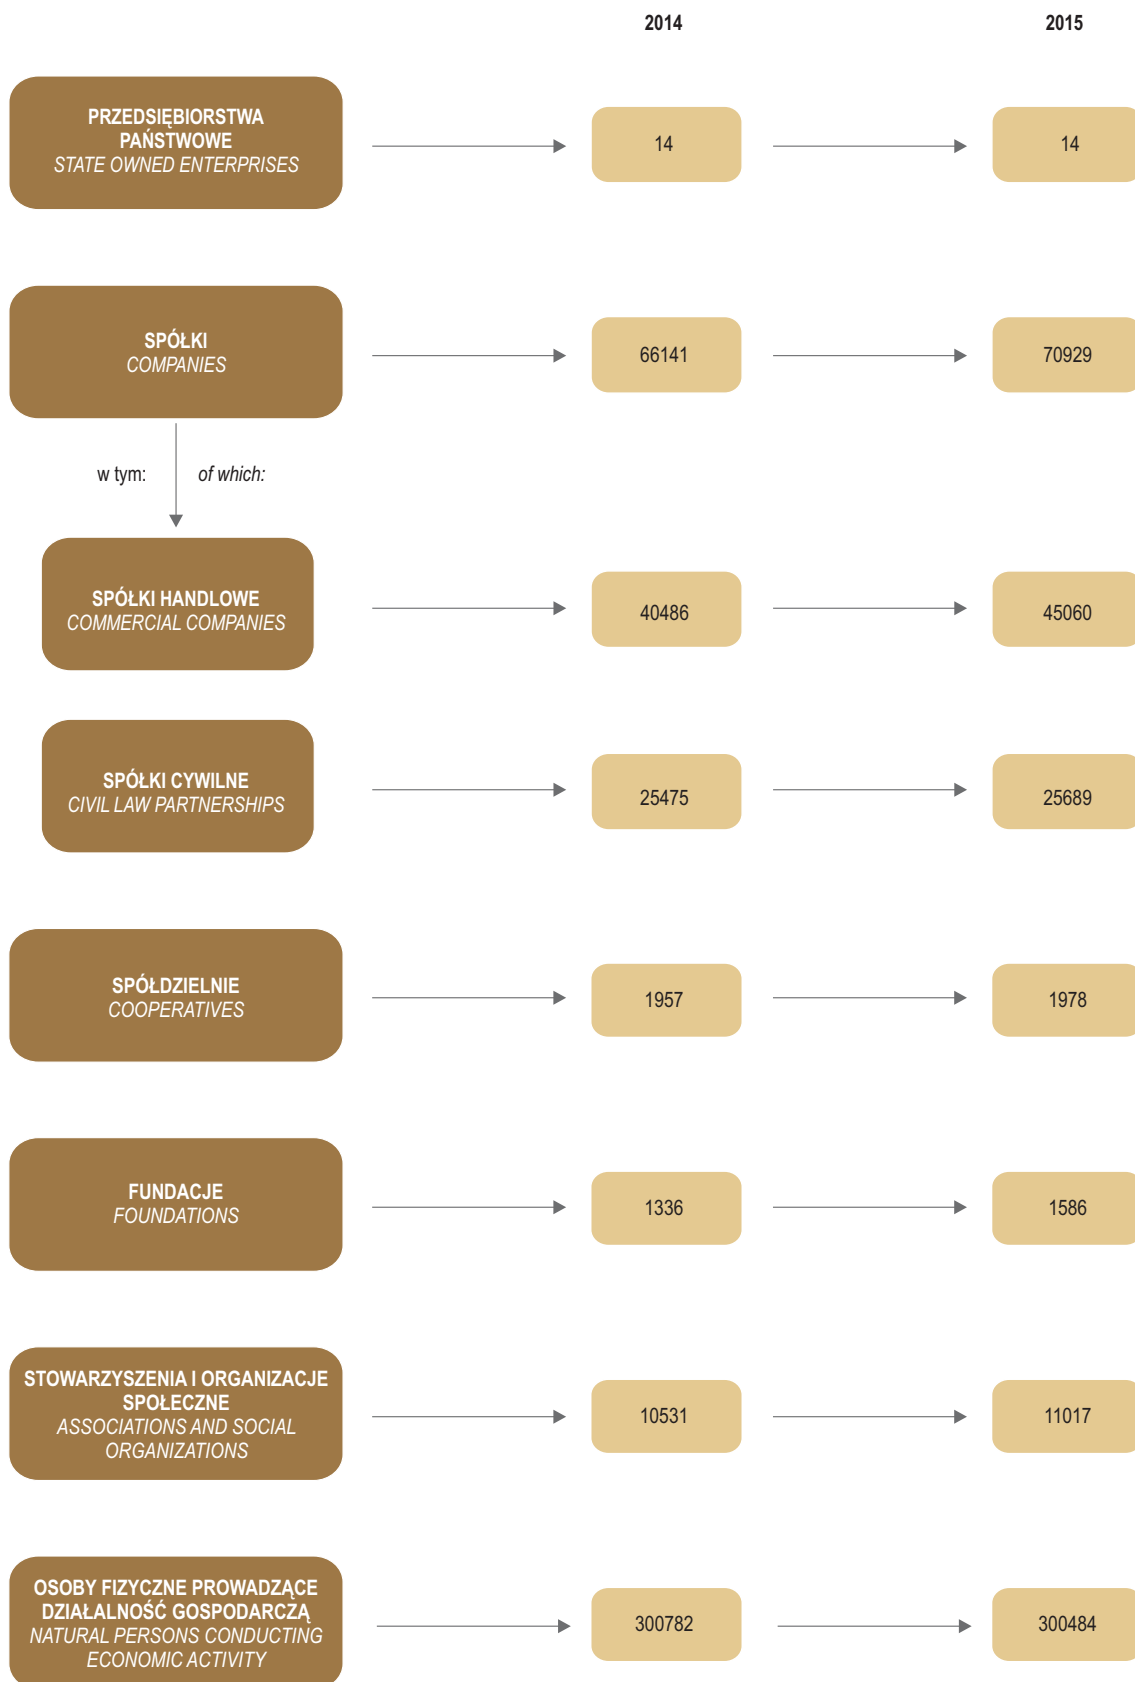 2014 2015
PRZEDSIĘBIORSTWA
PAŃSTWOWE
STATE OWNED ENTERPRISES
14 14
SPÓŁKI
COMPANIES
66141 70929
w tym: of which:
SPÓŁKI HANDLOWE
COMMERCIAL COMPANIES
40486 45060
SPÓŁKI CYWILNE
CIVIL LAW PARTNERSHIPS
25475 25689
SPÓŁDZIELNIE
COOPERATIVES
1957 1978
FUNDACJE
FOUNDATIONS
1336 1586
STOWARZYSZENIA I ORGANIZACJE
SPOŁECZNE
ASSOCIATIONS AND SOCIAL
ORGANIZATIONS
10531 11017
OSOBY FIZYCZNE PROWADZĄCE
DZIAŁALNOŚĆ GOSPODARCZĄ
NATURAL PERSONS CONDUCTING
ECONOMIC ACTIVITY
300782 300484